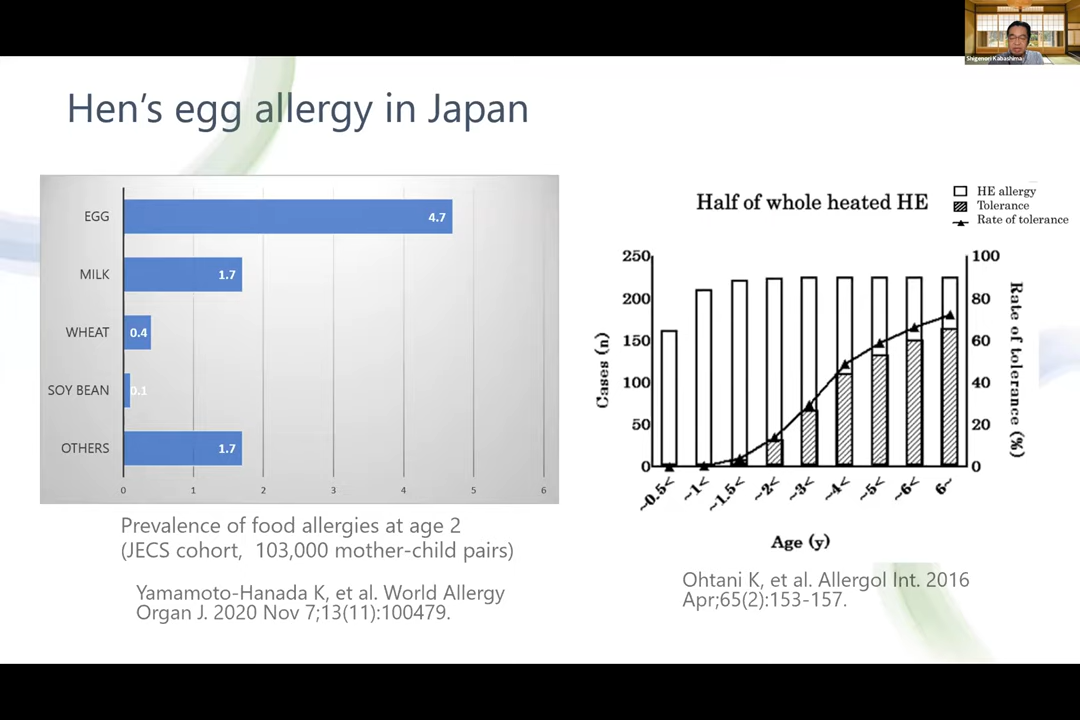 Shigenori Kabashima
Hen's egg allergy in Japan
EGG
4.7
MILK
1.7
WHEAT
0.4
SOY BEAN
0.1
OTHERS
1.7
0 1 2 3 4 5 6
Prevalence of food allergies at age 2
(JECS cohort, 103,000 mother-child pairs)
Yamamoto-Hanada K, et al. World Allergy
Organ J. 2020 Nov 7;13(11):100479.
Half of whole heated HE
HE allergy
Tolerance
Rate of tolerance
250
200
150
100
50
0
Cases (n)
100
80
60
40
20
0
Rate of tolerance (%)
~0.5< ~1< ~1.5< ~2< ~3< ~4< ~5< ~6< 6~
Age (y)
Ohtani K, et al. Allergol Int. 2016
Apr;65(2):153-157.